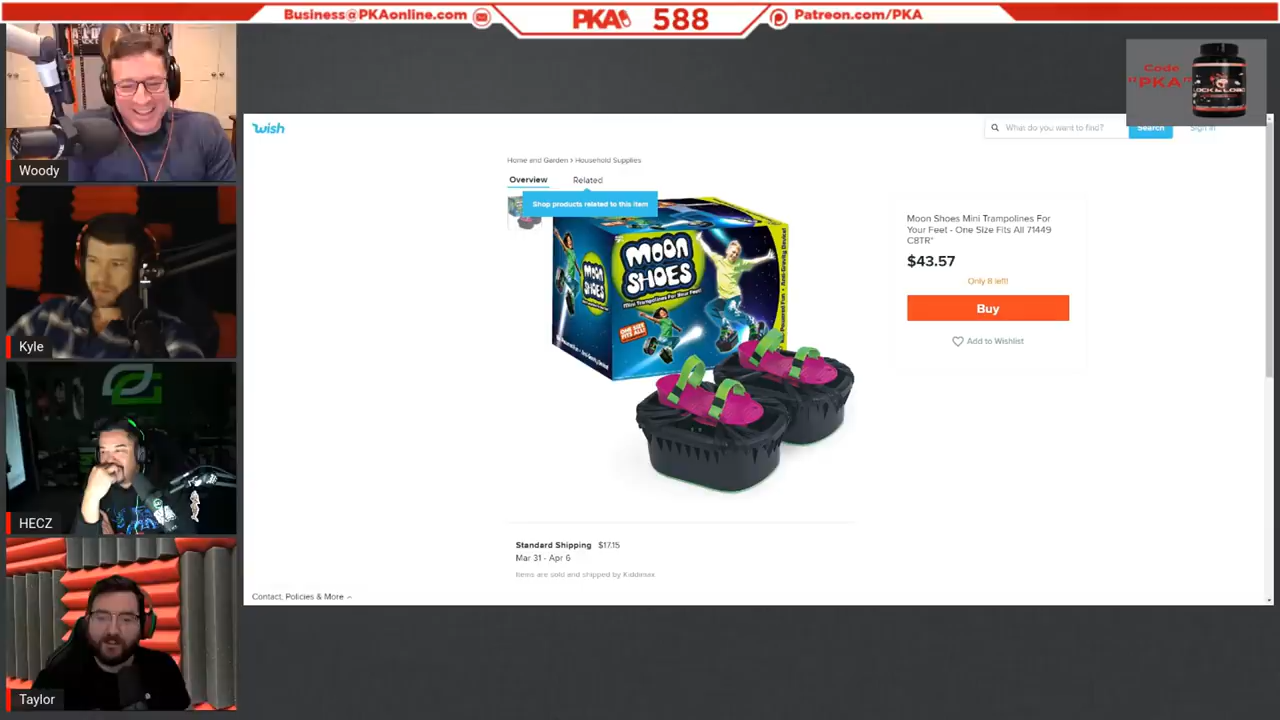 Business@PKAonline.com
PKA 588
Patreon.com/PKA
Code
"PKA"
Woody
Kyle
HECZ
Taylor
wish
What do you want to find?
Search
Sign in
Home and Garden > Household Supplies
Overview
Related
Shop products related to this item
MOON
SHOES
Mini Trampolines For Your Feet!
ONE SIZE
FITS ALL!
MOON
SHOES
Moon Shoes Mini Trampolines For
Your Feet - One Size Fits All 71449
C8TR*
$43.57
Only 8 left!
Buy
Add to Wishlist
Standard Shipping $17.15
Mar 31 - Apr 6
Items are sold and shipped by Kiddimax
Contact, Policies & More